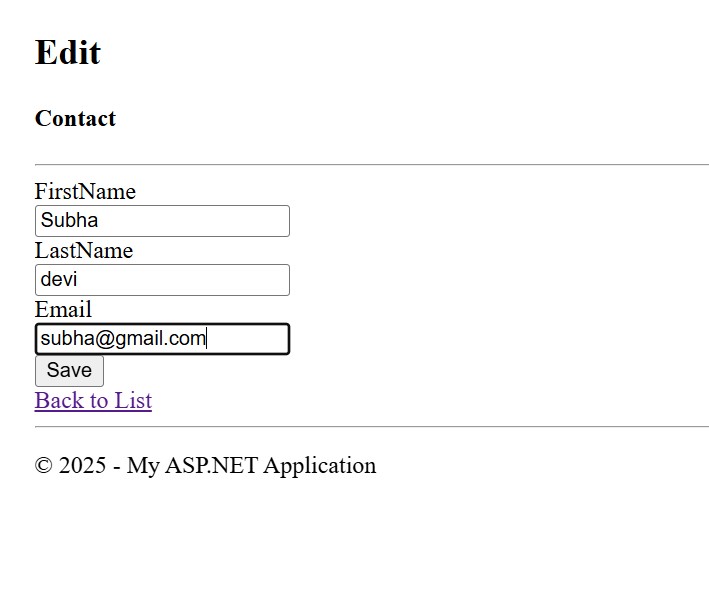 Edit
Contact
FirstName
Subha
LastName
devi
Email
subha@gmail.com
Save
Back to List
© 2025 - My ASP.NET Application